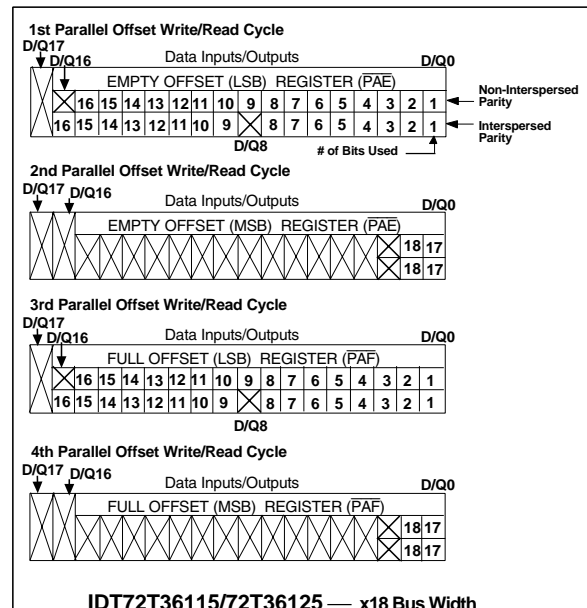 1st Parallel Offset Write/Read Cycle
D/Q17
D/Q16
Data Inputs/Outputs
D/Q0
EMPTY OFFSET (LSB) REGISTER (PAE)
16 15 14 13 12 11 10 9 8 7 6 5 4 3 2 1
Non-Interspersed
Parity
16 15 14 13 12 11 10 9 8 7 6 5 4 3 2 1
Interspersed
Parity
D/Q8
# of Bits Used
2nd Parallel Offset Write/Read Cycle
D/Q17
D/Q16
Data Inputs/Outputs
D/Q0
EMPTY OFFSET (MSB) REGISTER (PAE)
18 17
18 17
3rd Parallel Offset Write/Read Cycle
D/Q17
D/Q16
Data Inputs/Outputs
D/Q0
FULL OFFSET (LSB) REGISTER (PAF)
16 15 14 13 12 11 10 9 8 7 6 5 4 3 2 1
16 15 14 13 12 11 10 9 8 7 6 5 4 3 2 1
D/Q8
4th Parallel Offset Write/Read Cycle
D/Q17
D/Q16
Data Inputs/Outputs
D/Q0
FULL OFFSET (MSB) REGISTER (PAF)
18 17
18 17
IDT72T36115/72T36125 — x18 Bus Width